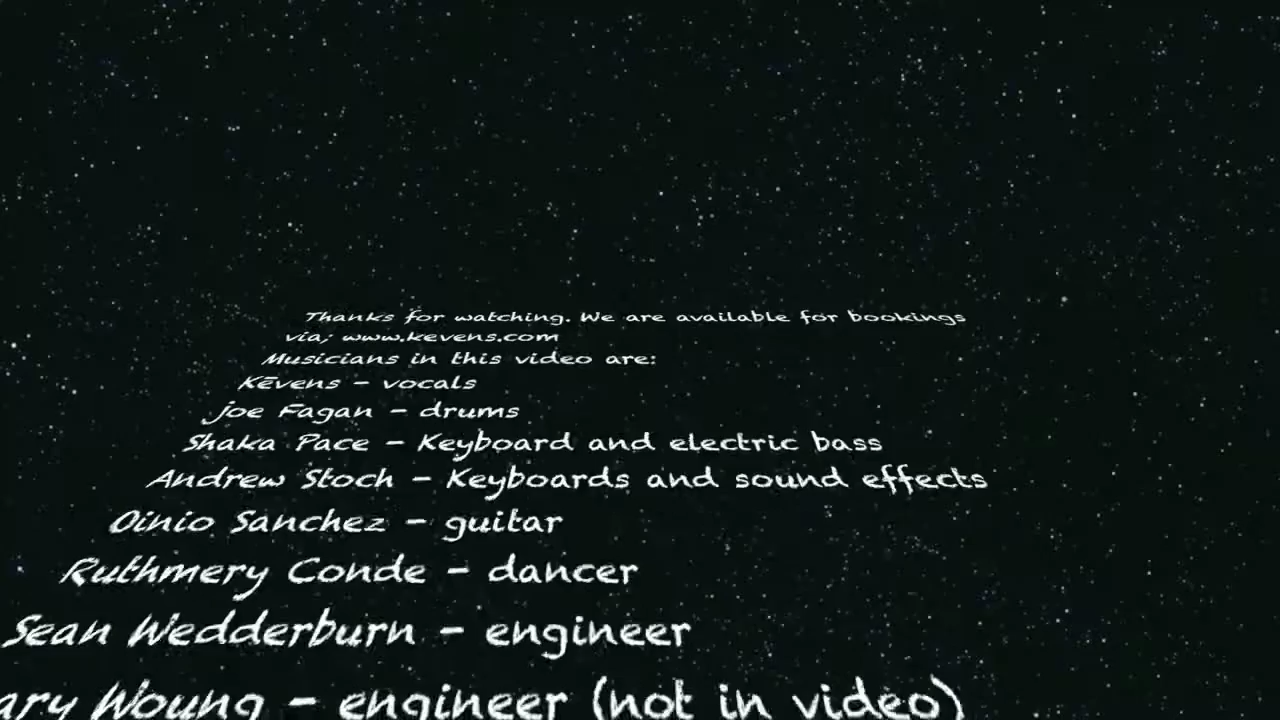 Thanks for watching. We are available for bookings
via; www.kevens.com
Musicians in this video are:
Kēvens - vocals
Joe Fagan - drums
Shaka Pace - Keyboard and electric bass
Andrew Stoch - Keyboards and sound effects
Oinio Sanchez - guitar
Ruthmery Conde - dancer
Sean Wedderburn - engineer
Woung - engineer (not in video)